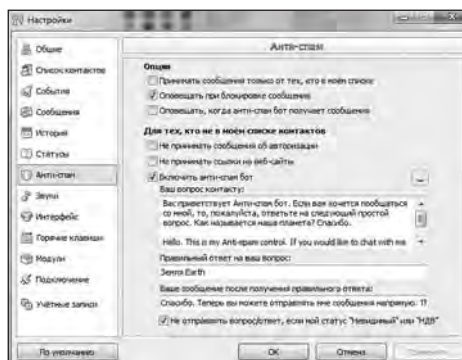 Настройки
Общие
Список контактов
События
Сообщения
История
Статусы
Анти-спам
Звуки
Интерфейс
Горячие клавиши
Модули
Подключение
Учётные записи
Анти-спам
Опции
Принимать сообщения только от тех, кто в моём списке
Оповещать при блокировке сообщения
Оповещать, когда анти-спам бот получает сообщения
Для тех, кто не в моём списке контактов
Не принимать сообщения об авторизации
Не принимать ссылки на веб-сайты
Включить анти-спам бот
...
Ваш вопрос контакту:
Вас приветствует Анти-спам бот. Если вам хочется пообщаться
со мной, то, пожалуйста, ответьте на следующий простой
вопрос. Как называется наша планета? Спасибо.
Hello. This is my Anti-spam control. If you would like to chat with me
Правильный ответ на ваш вопрос:
Земля Earth
Ваше сообщение после получения правильного ответа:
Спасибо. Теперь вы можете отправлять мне сообщения напрямую.
Не отправлять вопрос/ответ, если мой статус "Невидимый" или "НДВ"
По умолчанию
ОК
Отмена